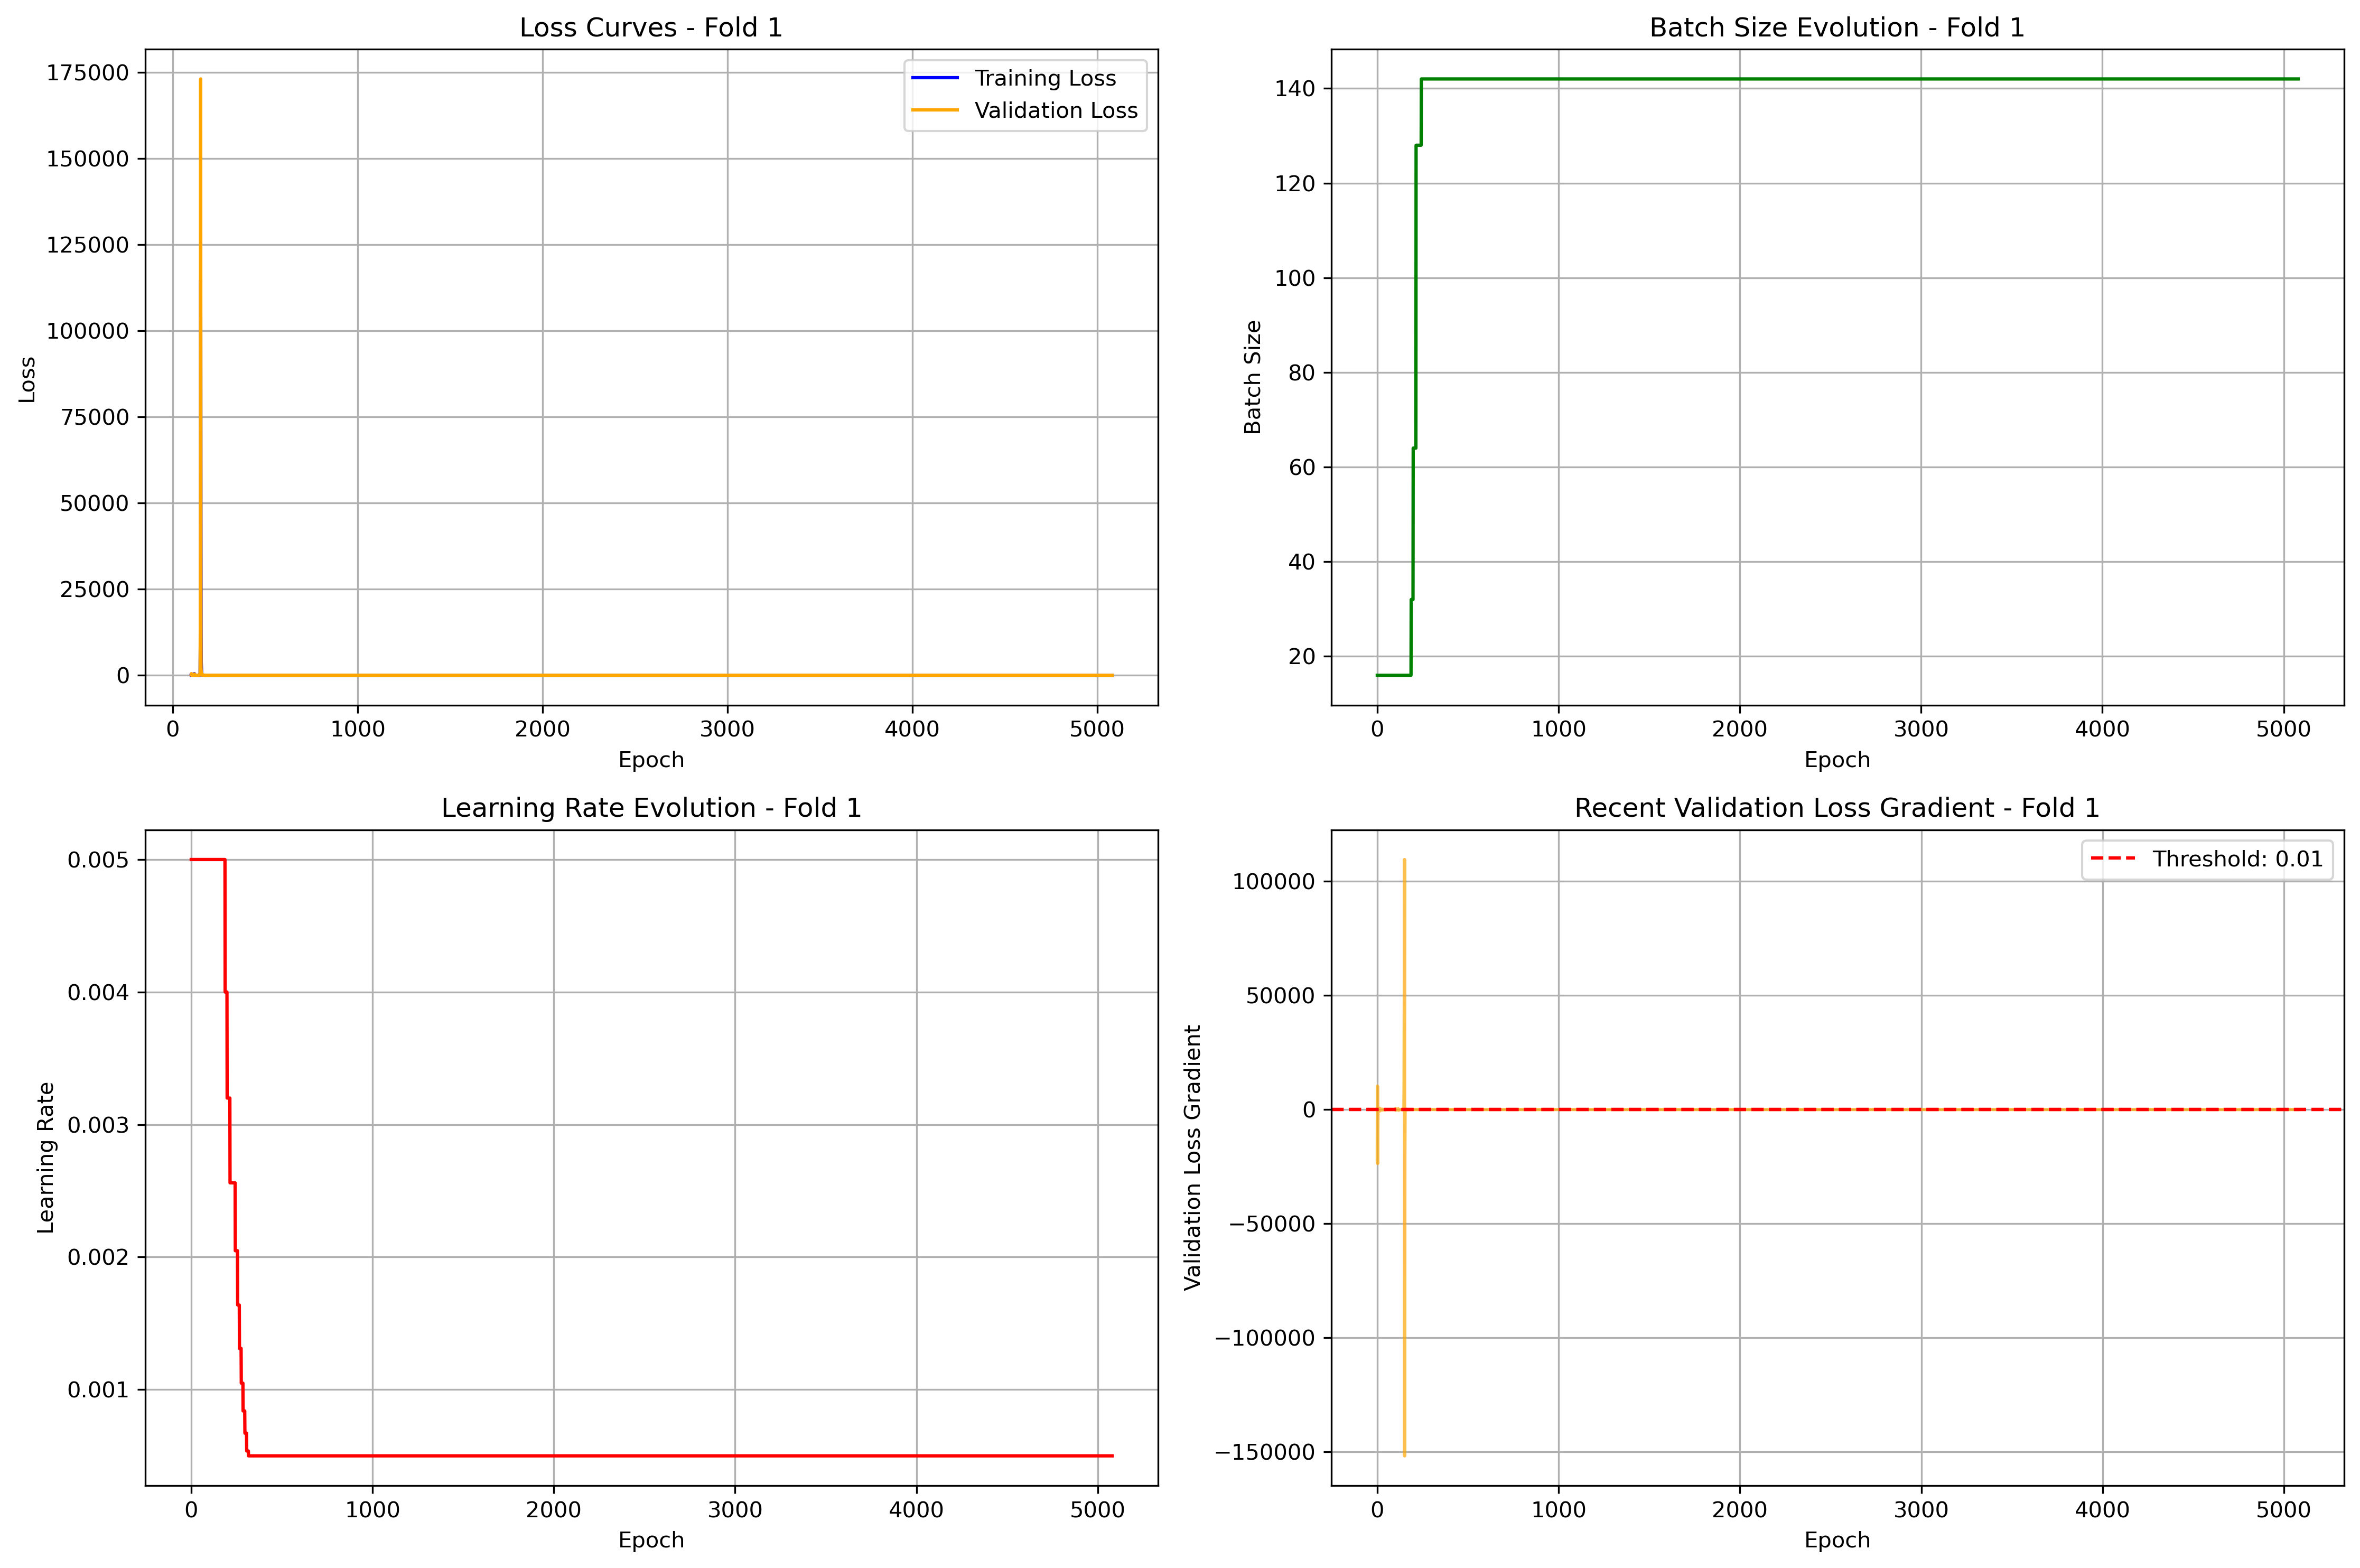 Loss Curves - Fold 1
175000
150000
125000
100000
75000
50000
25000
0
Loss
Training Loss
Validation Loss
0 1000 2000 3000 4000 5000
Epoch
Batch Size Evolution - Fold 1
140
120
100
80
60
40
20
Batch Size
0 1000 2000 3000 4000 5000
Epoch
Learning Rate Evolution - Fold 1
0.005
0.004
0.003
0.002
0.001
Learning Rate
0 1000 2000 3000 4000 5000
Epoch
Recent Validation Loss Gradient - Fold 1
Threshold: 0.01
100000
50000
0
−50000
−100000
−150000
Validation Loss Gradient
0 1000 2000 3000 4000 5000
Epoch